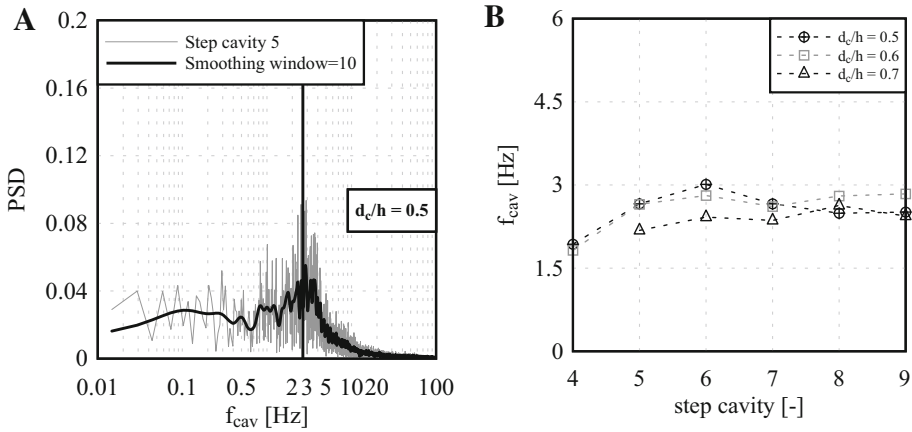 A
Step cavity 5
Smoothing window=10
d_c/h = 0.5
PSD
0.2
0.16
0.12
0.08
0.04
0
0.01 0.1 0.5 2 3 5 10 20 100
f_cav [Hz]
B
d_c/h = 0.5
d_c/h = 0.6
d_c/h = 0.7
f_cav [Hz]
6
4.5
3
1.5
0
4 5 6 7 8 9
step cavity [-]